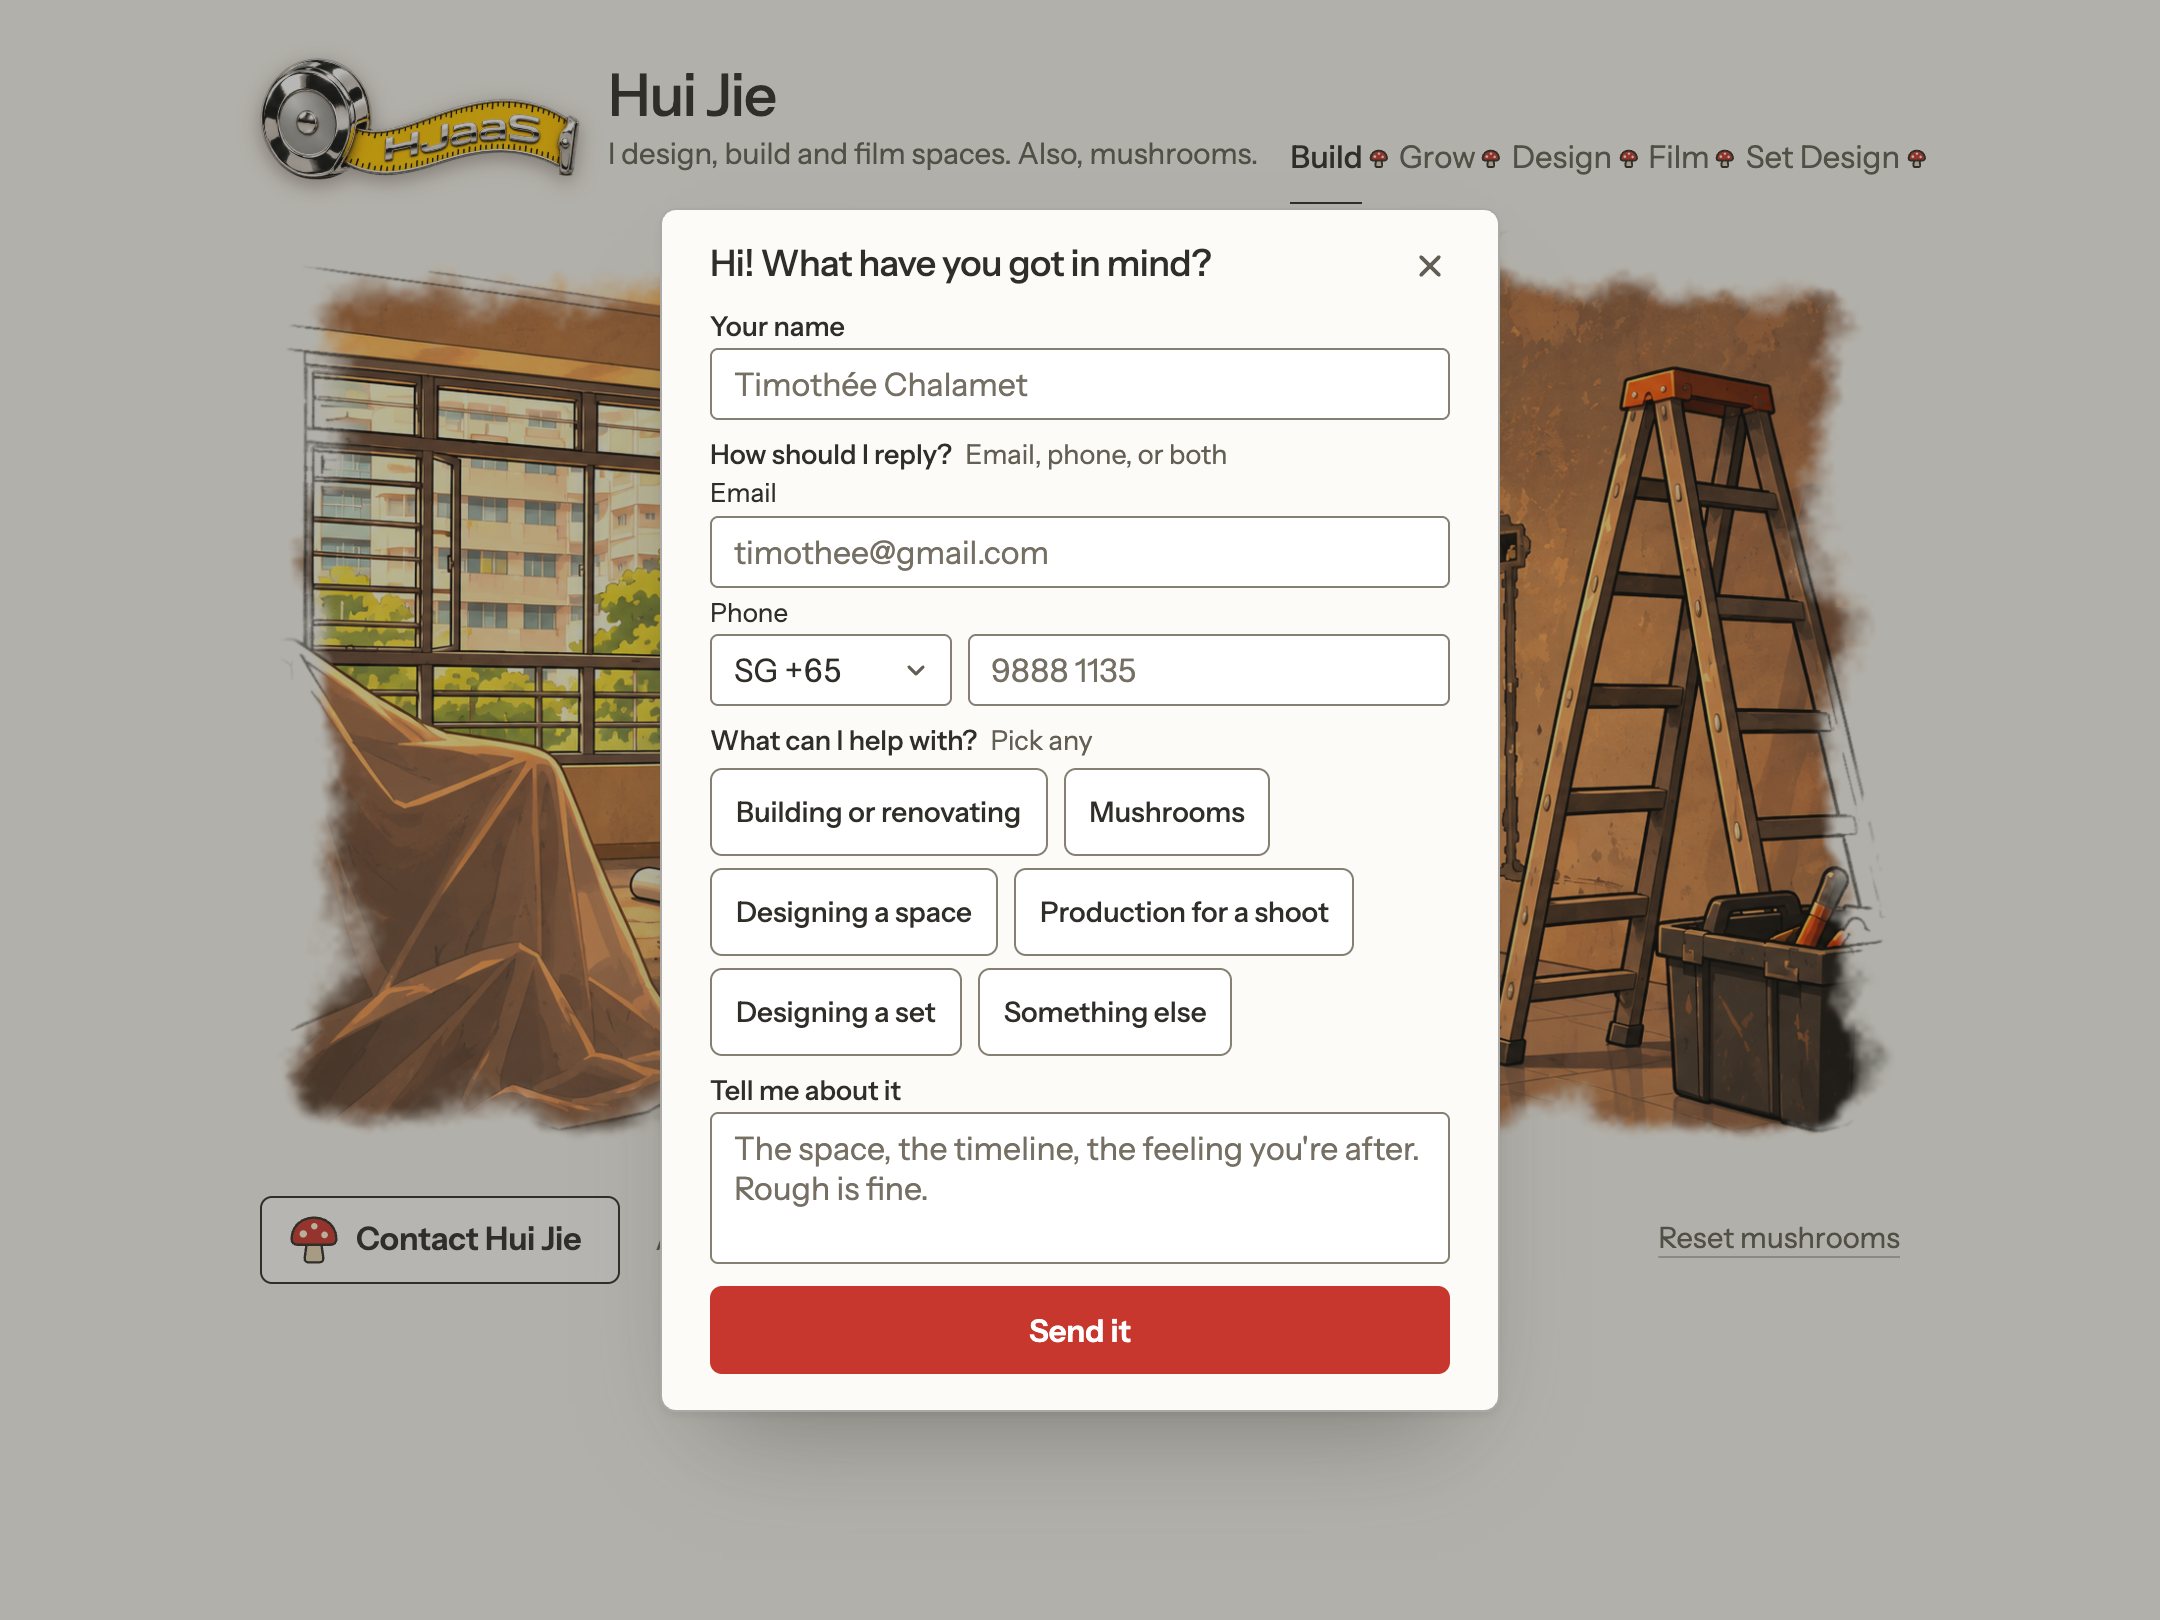 HJaaS
Hui Jie
I design, build and film spaces. Also, mushrooms.
Build Grow Design Film Set Design
Hi! What have you got in mind?
Your name
Timothée Chalamet
How should I reply? Email, phone, or both
Email
timothee@gmail.com
Phone
SG +65
9888 1135
What can I help with? Pick any
Building or renovating
Mushrooms
Designing a space
Production for a shoot
Designing a set
Something else
Tell me about it
The space, the timeline, the feeling you're after.
Rough is fine.
Send it
Contact Hui Jie
Reset mushrooms